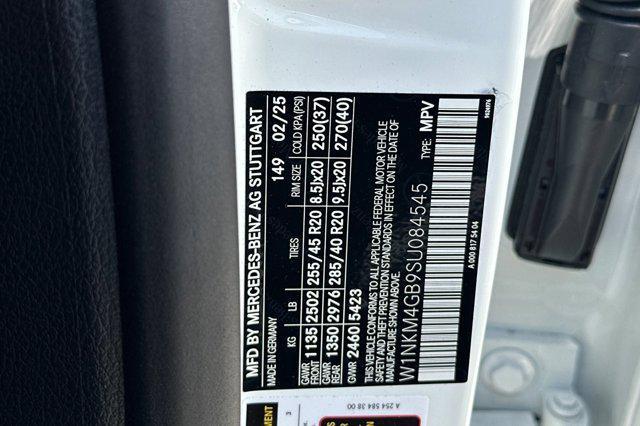 MFD BY MERCEDES-BENZ AG STUTTGART
MADE IN GERMANY 149 02/25
KG LB TIRES RIM SIZE COLD KPA(PSI)
GAWR FRONT 1135 2502 255/45 R20 8.5Jx20 250(37)
GAWR REAR 1350 2976 285/40 R20 9.5Jx20 270(40)
GVWR 2460 5423
THIS VEHICLE CONFORMS TO ALL APPLICABLE FEDERAL MOTOR VEHICLE
SAFETY AND THEFT PREVENTION STANDARDS IN EFFECT ON THE DATE OF
MANUFACTURE SHOWN ABOVE.
W1NKM4GB9SU084545 TYPE: MPV
A 000 817 54 04
A 254 584 38 00
3